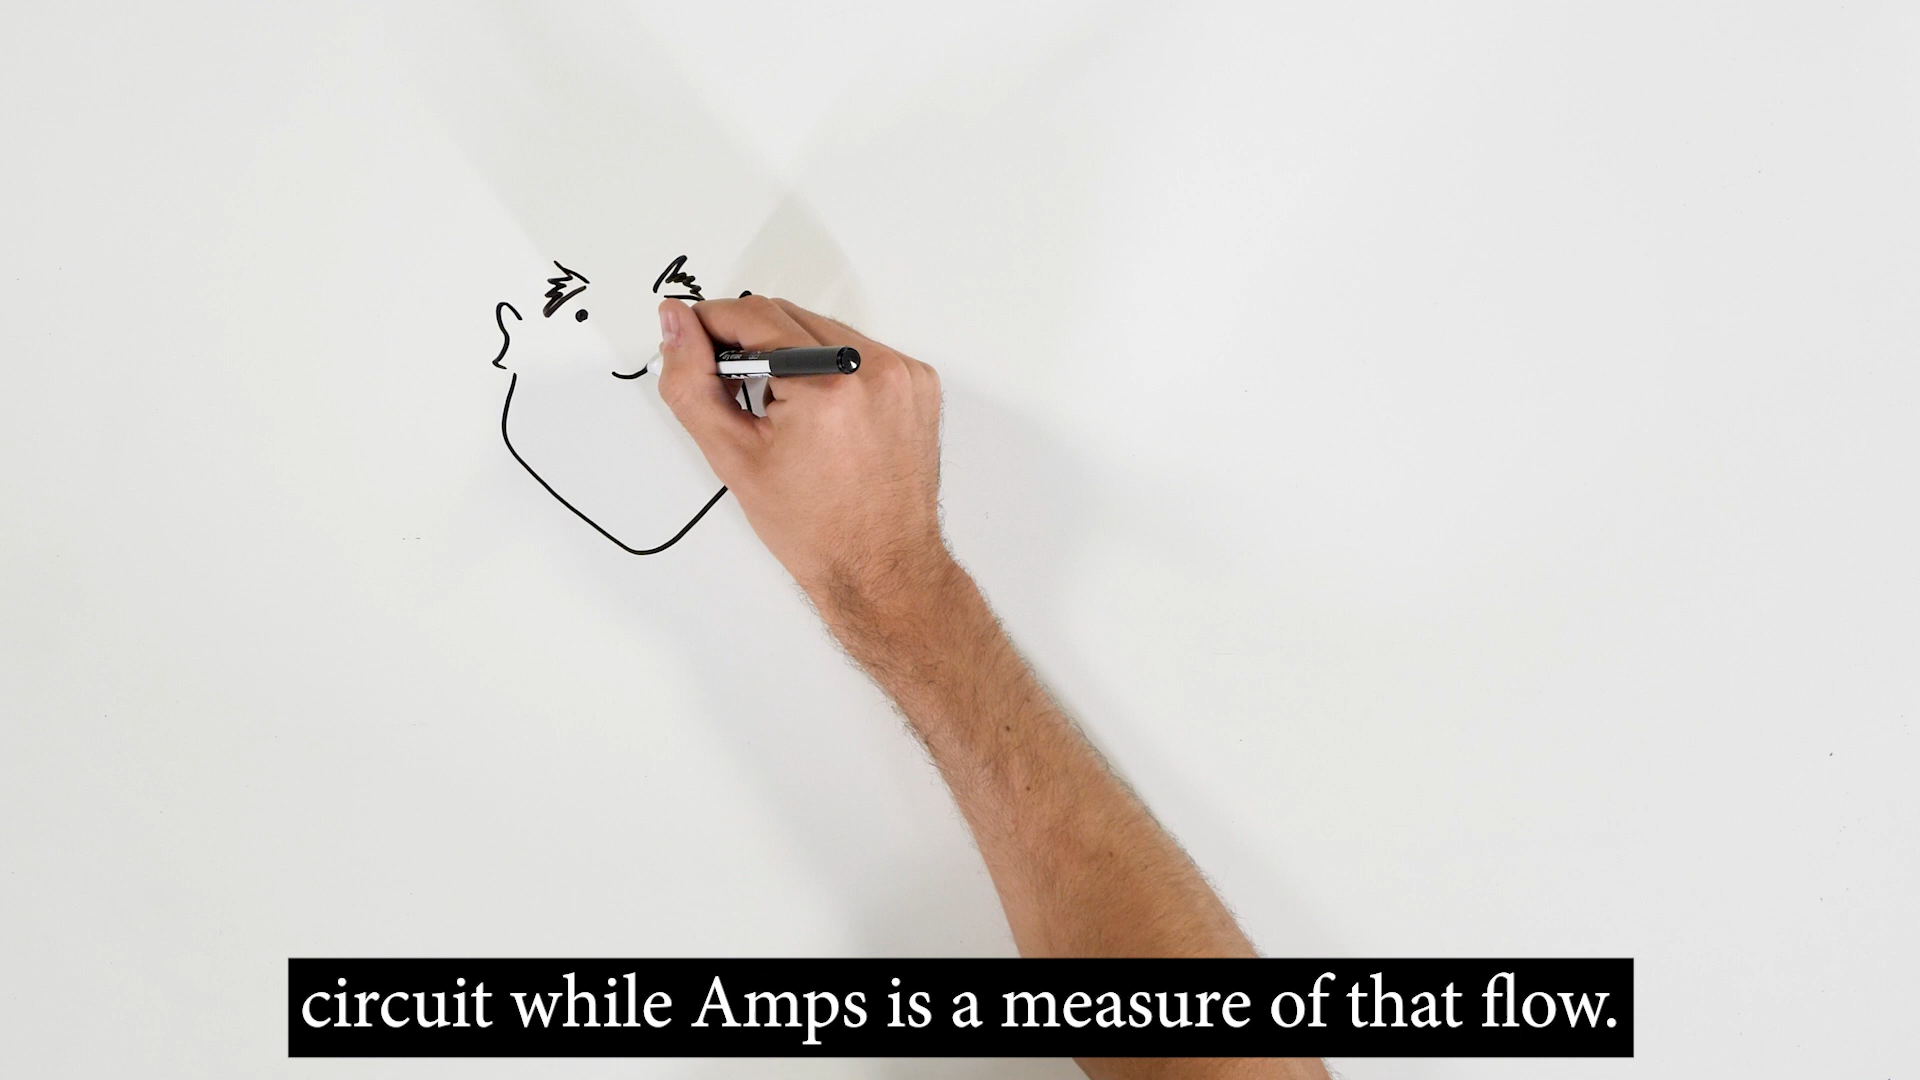 circuit while Amps is a measure of that flow.